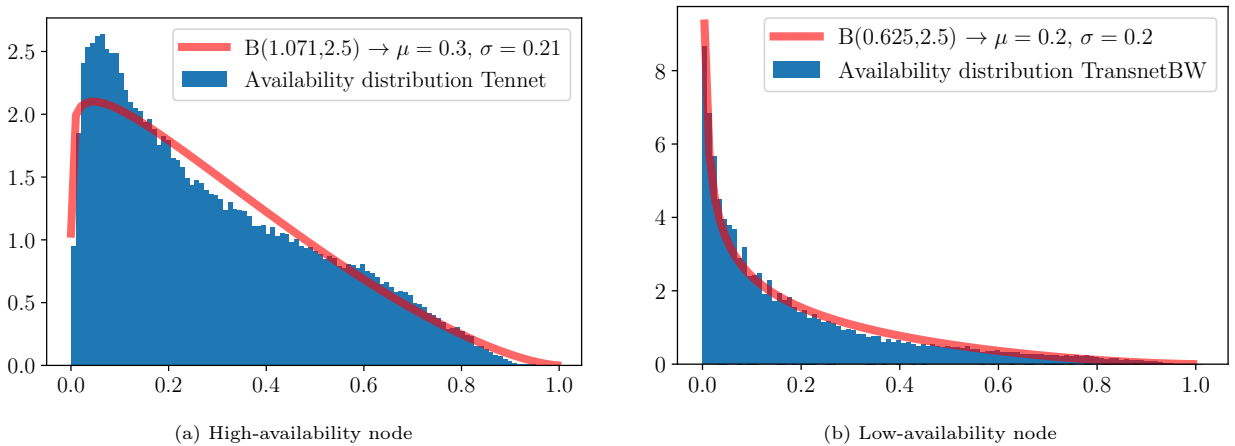 B(1.071,2.5) → μ = 0.3, σ = 0.21
Availability distribution Tennet
2.5
2.0
1.5
1.0
0.5
0.0
0.0 0.2 0.4 0.6 0.8 1.0
(a) High-availability node
B(0.625,2.5) → μ = 0.2, σ = 0.2
Availability distribution TransnetBW
8
6
4
2
0
0.0 0.2 0.4 0.6 0.8 1.0
(b) Low-availability node